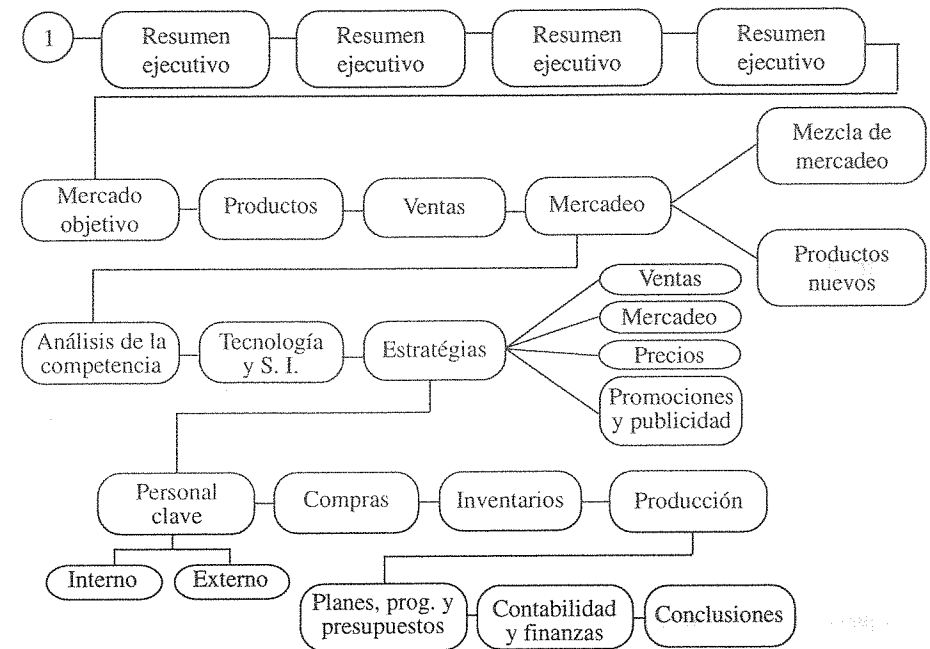 1
Resumen
ejecutivo
Resumen
ejecutivo
Resumen
ejecutivo
Resumen
ejecutivo
Mezcla de
mercadeo
Mercado
objetivo
Productos
Ventas
Mercadeo
Productos
nuevos
Análisis de la
competencia
Tecnología
y S. I.
Estratégias
Ventas
Mercadeo
Precios
Promociones
y publicidad
Personal
clave
Compras
Inventarios
Producción
Interno
Externo
Planes, prog. y
presupuestos
Contabilidad
y finanzas
Conclusiones